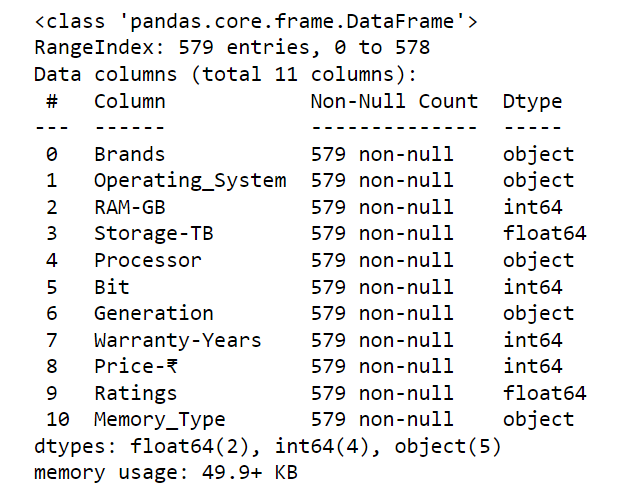 <class 'pandas.core.frame.DataFrame'>
RangeIndex: 579 entries, 0 to 578
Data columns (total 11 columns):
 #   Column            Non-Null Count  Dtype
---  ------            --------------  -----
 0   Brands            579 non-null    object
 1   Operating_System  579 non-null    object
 2   RAM-GB            579 non-null    int64
 3   Storage-TB        579 non-null    float64
 4   Processor         579 non-null    object
 5   Bit               579 non-null    int64
 6   Generation        579 non-null    object
 7   Warranty-Years    579 non-null    int64
 8   Price-₹           579 non-null    int64
 9   Ratings           579 non-null    float64
 10  Memory_Type       579 non-null    object
dtypes: float64(2), int64(4), object(5)
memory usage: 49.9+ KB